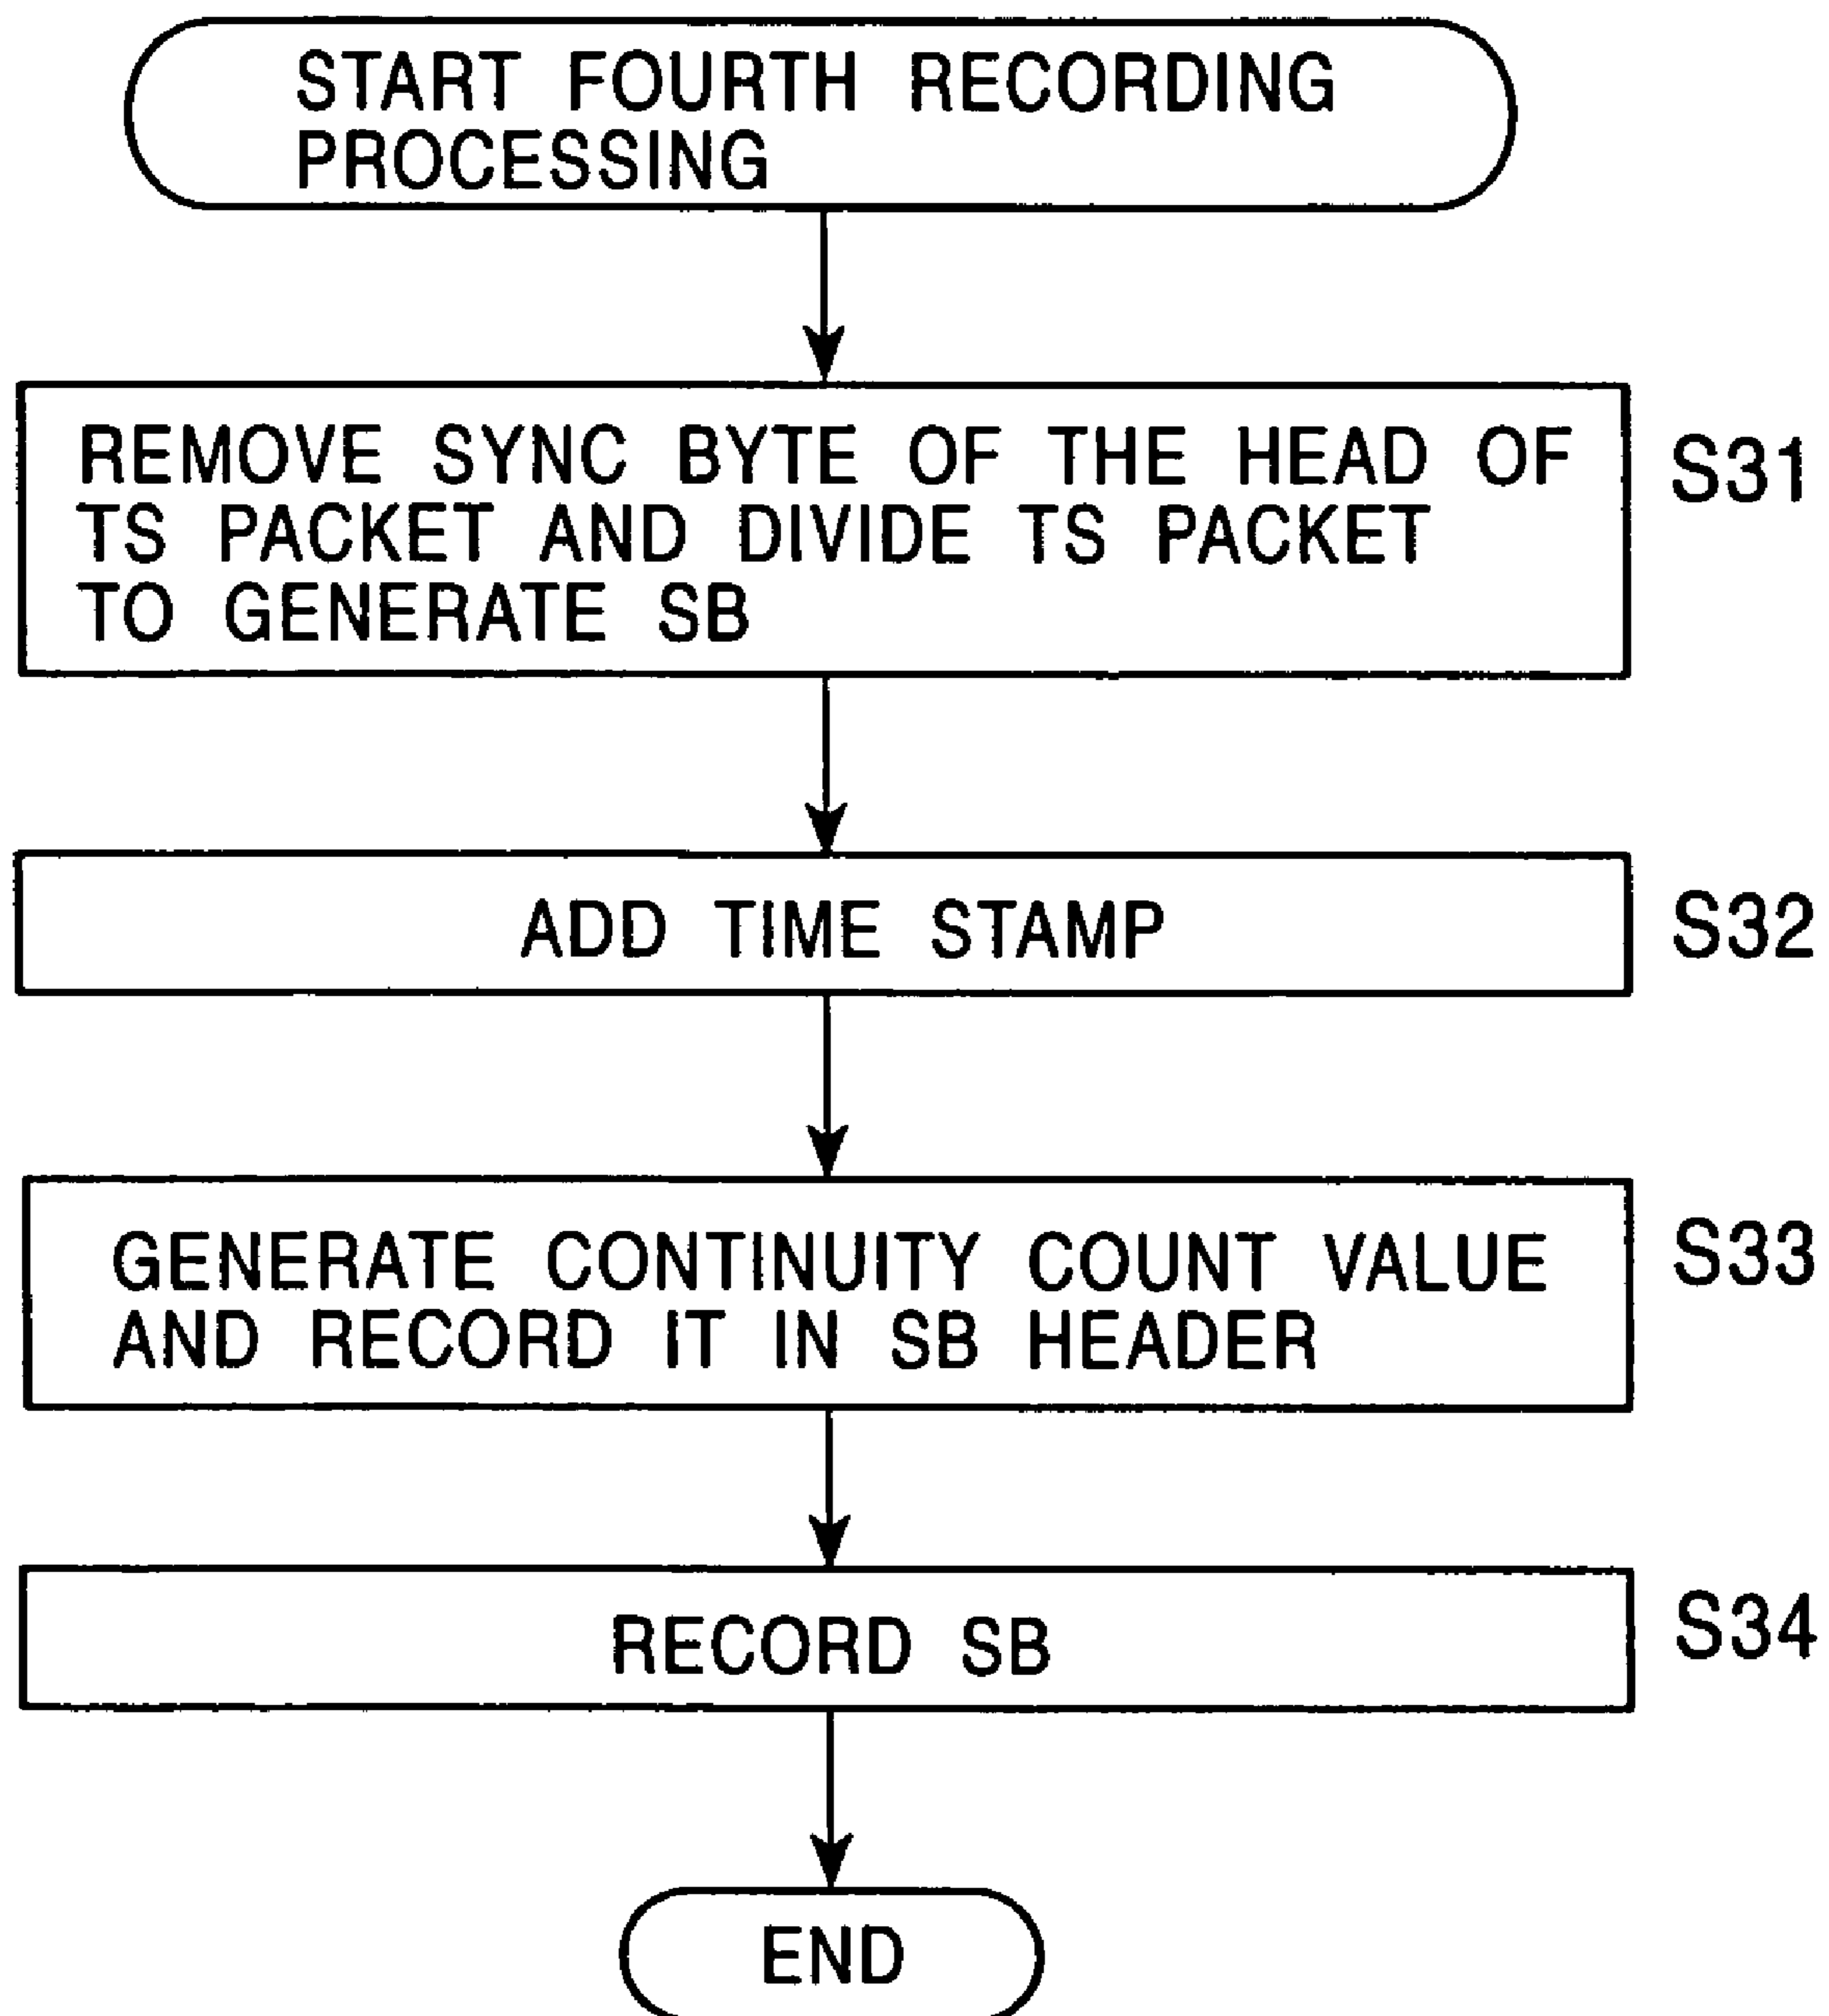 START FOURTH RECORDING
PROCESSING
REMOVE SYNC BYTE OF THE HEAD OF
TS PACKET AND DIVIDE TS PACKET
TO GENERATE SB
S31
ADD TIME STAMP
S32
GENERATE CONTINUITY COUNT VALUE
AND RECORD IT IN SB HEADER
S33
RECORD SB
S34
END